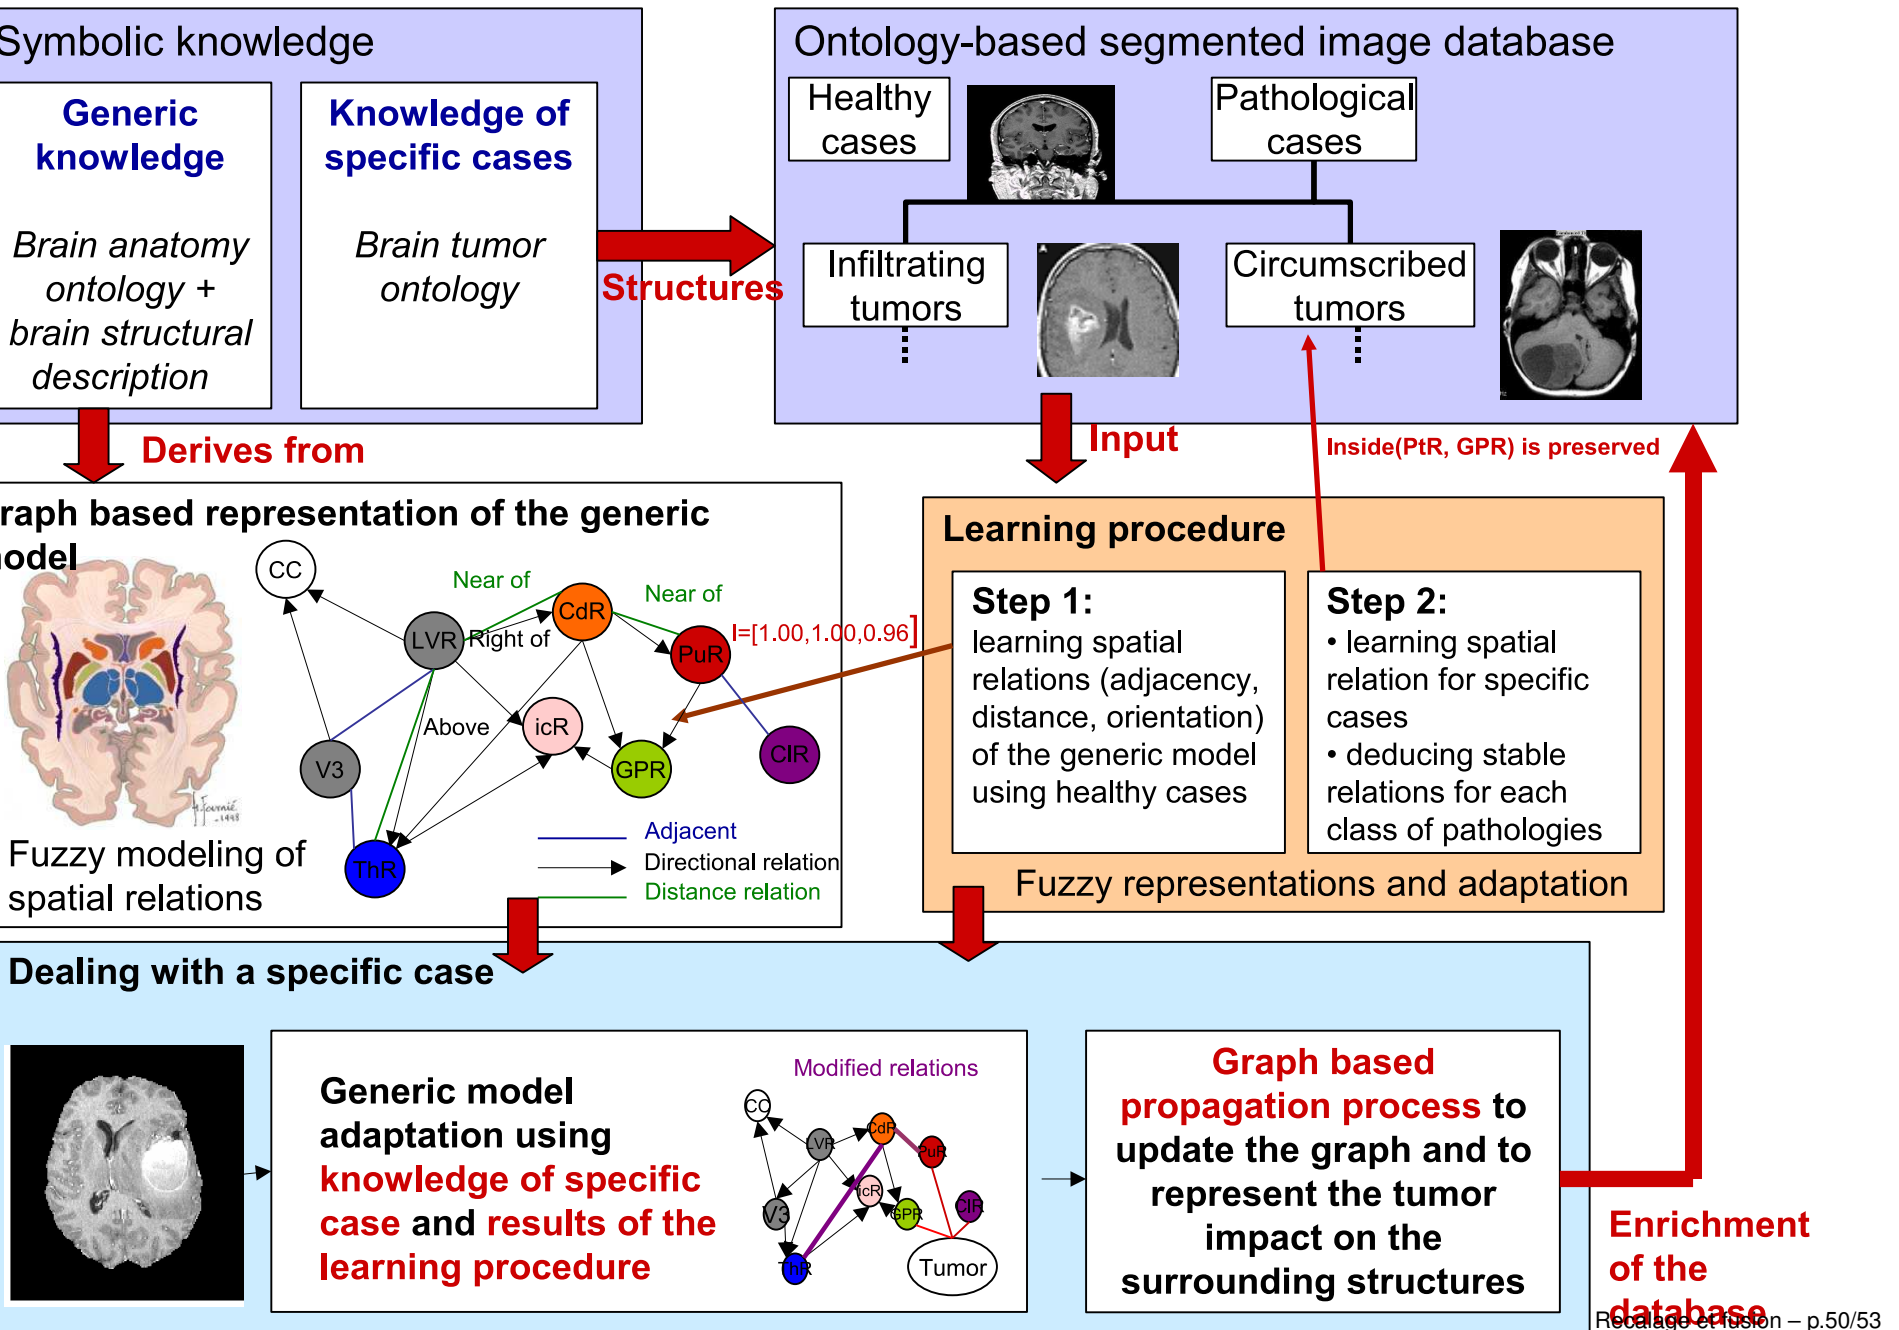 Symbolic knowledge
Generic
knowledge
Brain anatomy
ontology +
brain structural
description
Knowledge of
specific cases
Brain tumor
ontology
Structures
Ontology-based segmented image database
Healthy
cases
Pathological
cases
Infiltrating
tumors
Circumscribed
tumors
Derives from
Input
Inside(PtR, GPR) is preserved
raph based representation of the generic
nodel
CC
Near of
CdR
Near of
LVR
Right of
PuR
I=[1.00,1.00,0.96]
Above
icR
V3
GPR
ClR
ThR
Adjacent
Directional relation
Distance relation
Fuzzy modeling of
spatial relations
Learning procedure
Step 1:
learning spatial
relations (adjacency,
distance, orientation)
of the generic model
using healthy cases
Step 2:
• learning spatial
relation for specific
cases
• deducing stable
relations for each
class of pathologies
Fuzzy representations and adaptation
Dealing with a specific case
Generic model
adaptation using
knowledge of specific
case and results of the
learning procedure
Modified relations
CC
LVR
CdR
PuR
icR
V3
GPR
ClR
ThR
Tumor
Graph based
propagation process to
update the graph and to
represent the tumor
impact on the
surrounding structures
Enrichment
of the
database
Recalage et fusion – p.50/53